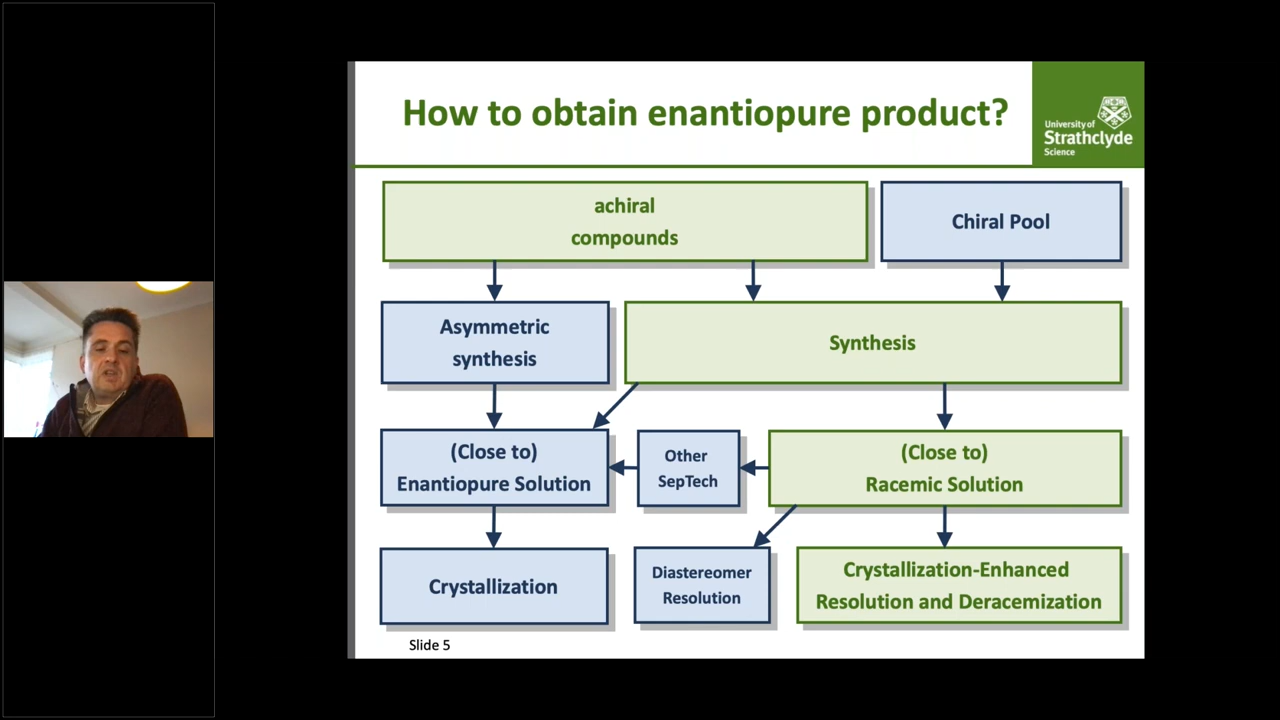 How to obtain enantiopure product?
University of
Strathclyde
Science
achiral
compounds
Chiral Pool
Asymmetric
synthesis
Synthesis
(Close to)
Enantiopure Solution
Other
SepTech
(Close to)
Racemic Solution
Crystallization
Diastereomer
Resolution
Crystallization-Enhanced
Resolution and Deracemization
Slide 5